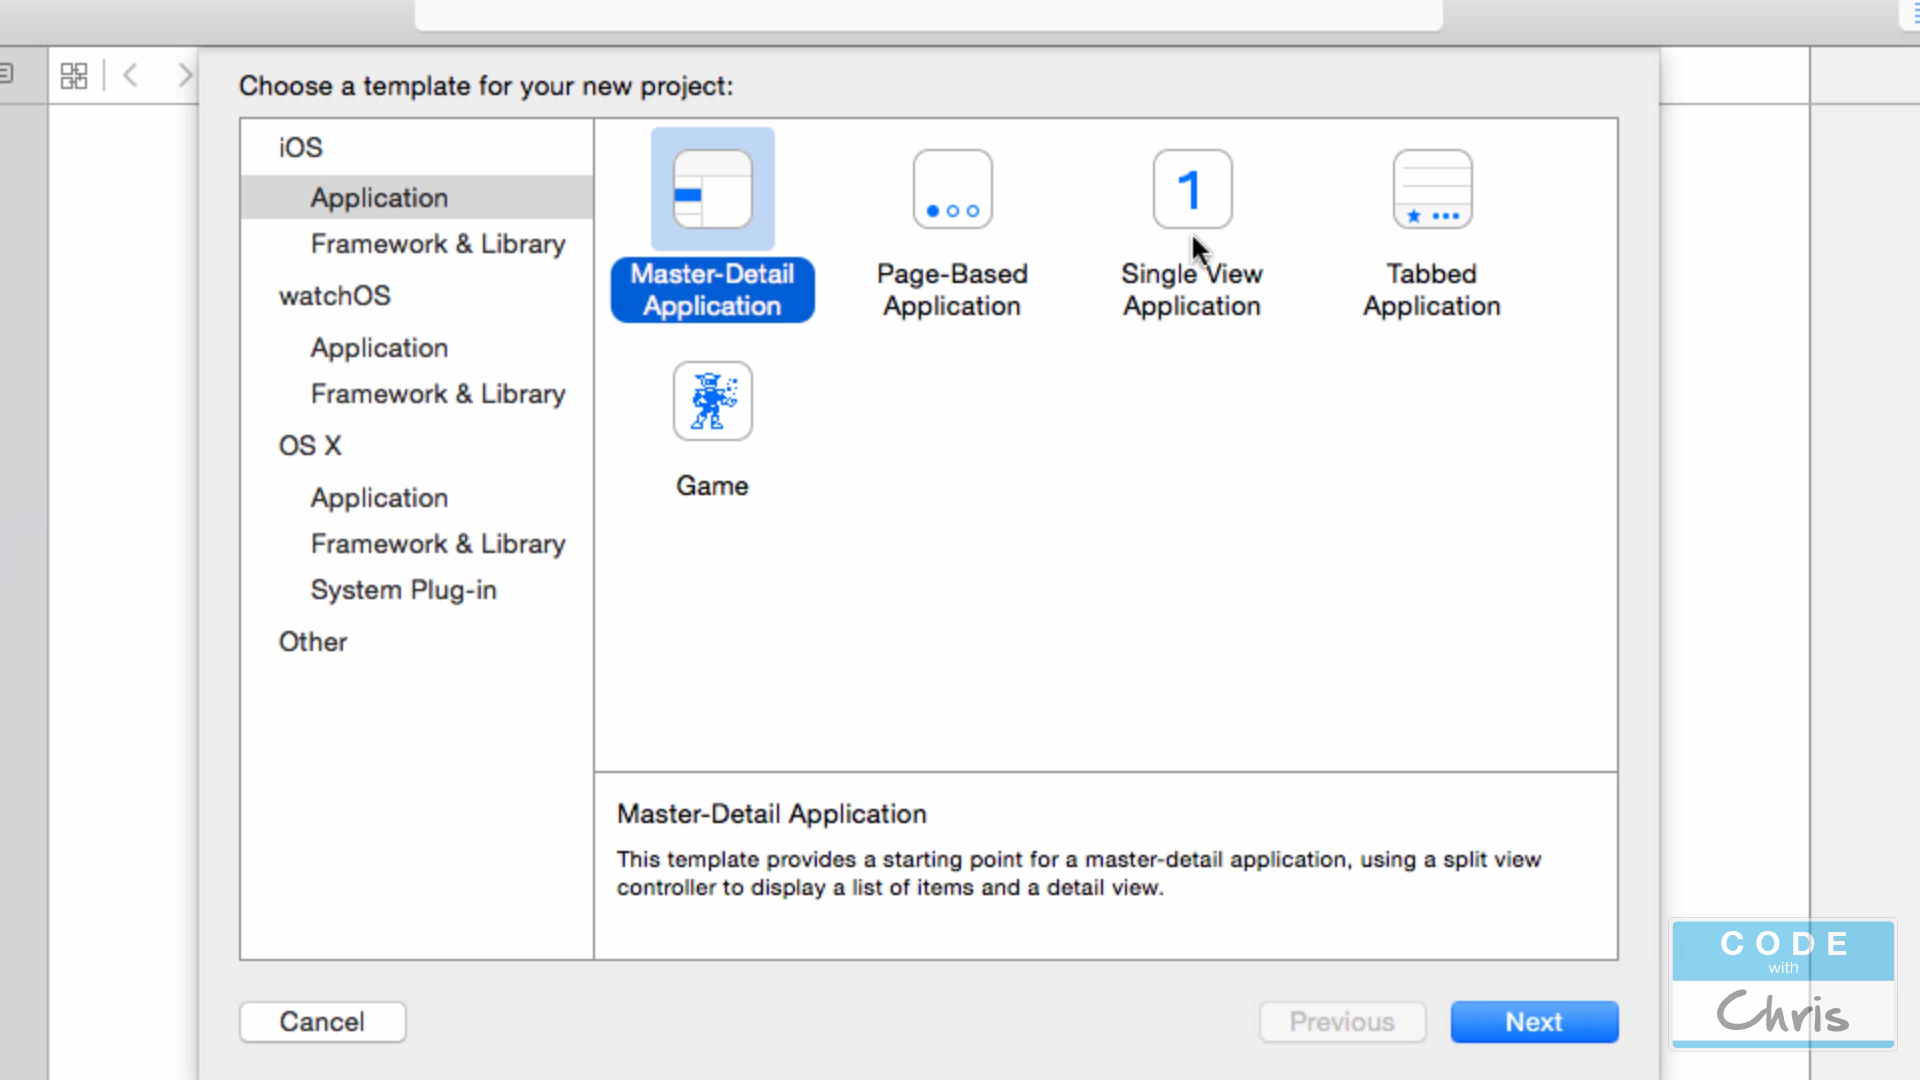 Choose a template for your new project:
iOS
Application
Framework & Library
watchOS
Application
Framework & Library
OS X
Application
Framework & Library
System Plug-in
Other
Master-Detail
Application
Page-Based
Application
1
Single View
Application
Tabbed
Application
Game
Master-Detail Application
This template provides a starting point for a master-detail application, using a split view
controller to display a list of items and a detail view.
Cancel
Previous
Next
CODE
with
Chris